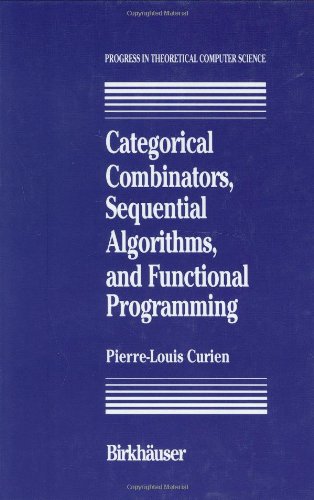 PROGRESS IN THEORETICAL COMPUTER SCIENCE
Categorical
Combinators,
Sequential
Algorithms,
and Functional
Programming
Pierre-Louis Curien
Birkhäuser